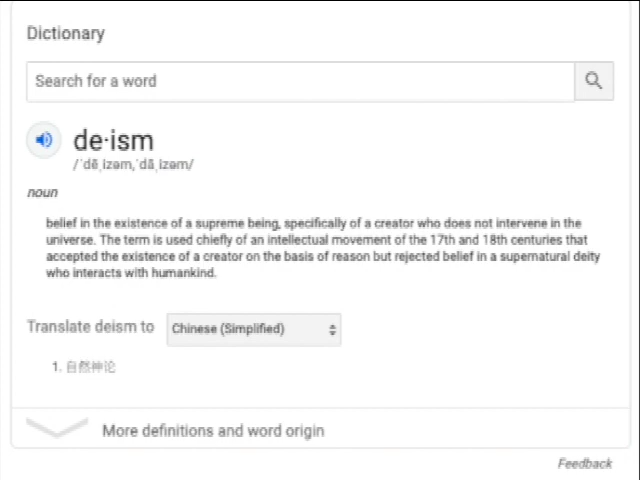 Dictionary
Search for a word
de·ism
/ˈdēˌizəm,ˈdāˌizəm/
noun
belief in the existence of a supreme being, specifically of a creator who does not intervene in the
universe. The term is used chiefly of an intellectual movement of the 17th and 18th centuries that
accepted the existence of a creator on the basis of reason but rejected belief in a supernatural deity
who interacts with humankind.
Translate deism to Chinese (Simplified)
1. 自然神论
More definitions and word origin
Feedback